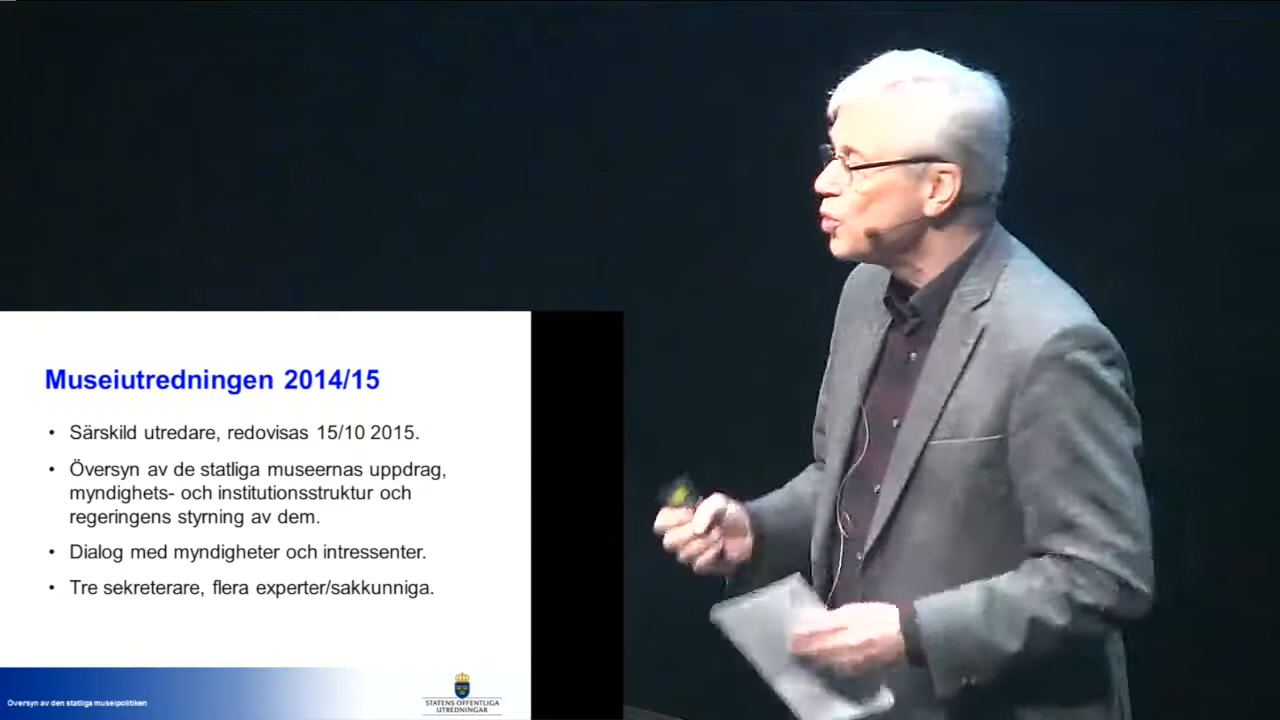 Museiutredningen 2014/15
• Särskild utredare, redovisas 15/10 2015.
• Översyn av de statliga museernas uppdrag,
myndighets- och institutionsstruktur och
regeringens styrning av dem.
• Dialog med myndigheter och intressenter.
• Tre sekreterare, flera experter/sakkunniga.
Översyn av den statliga museipolitiken
STATENS OFFENTLIGA
UTREDNINGAR